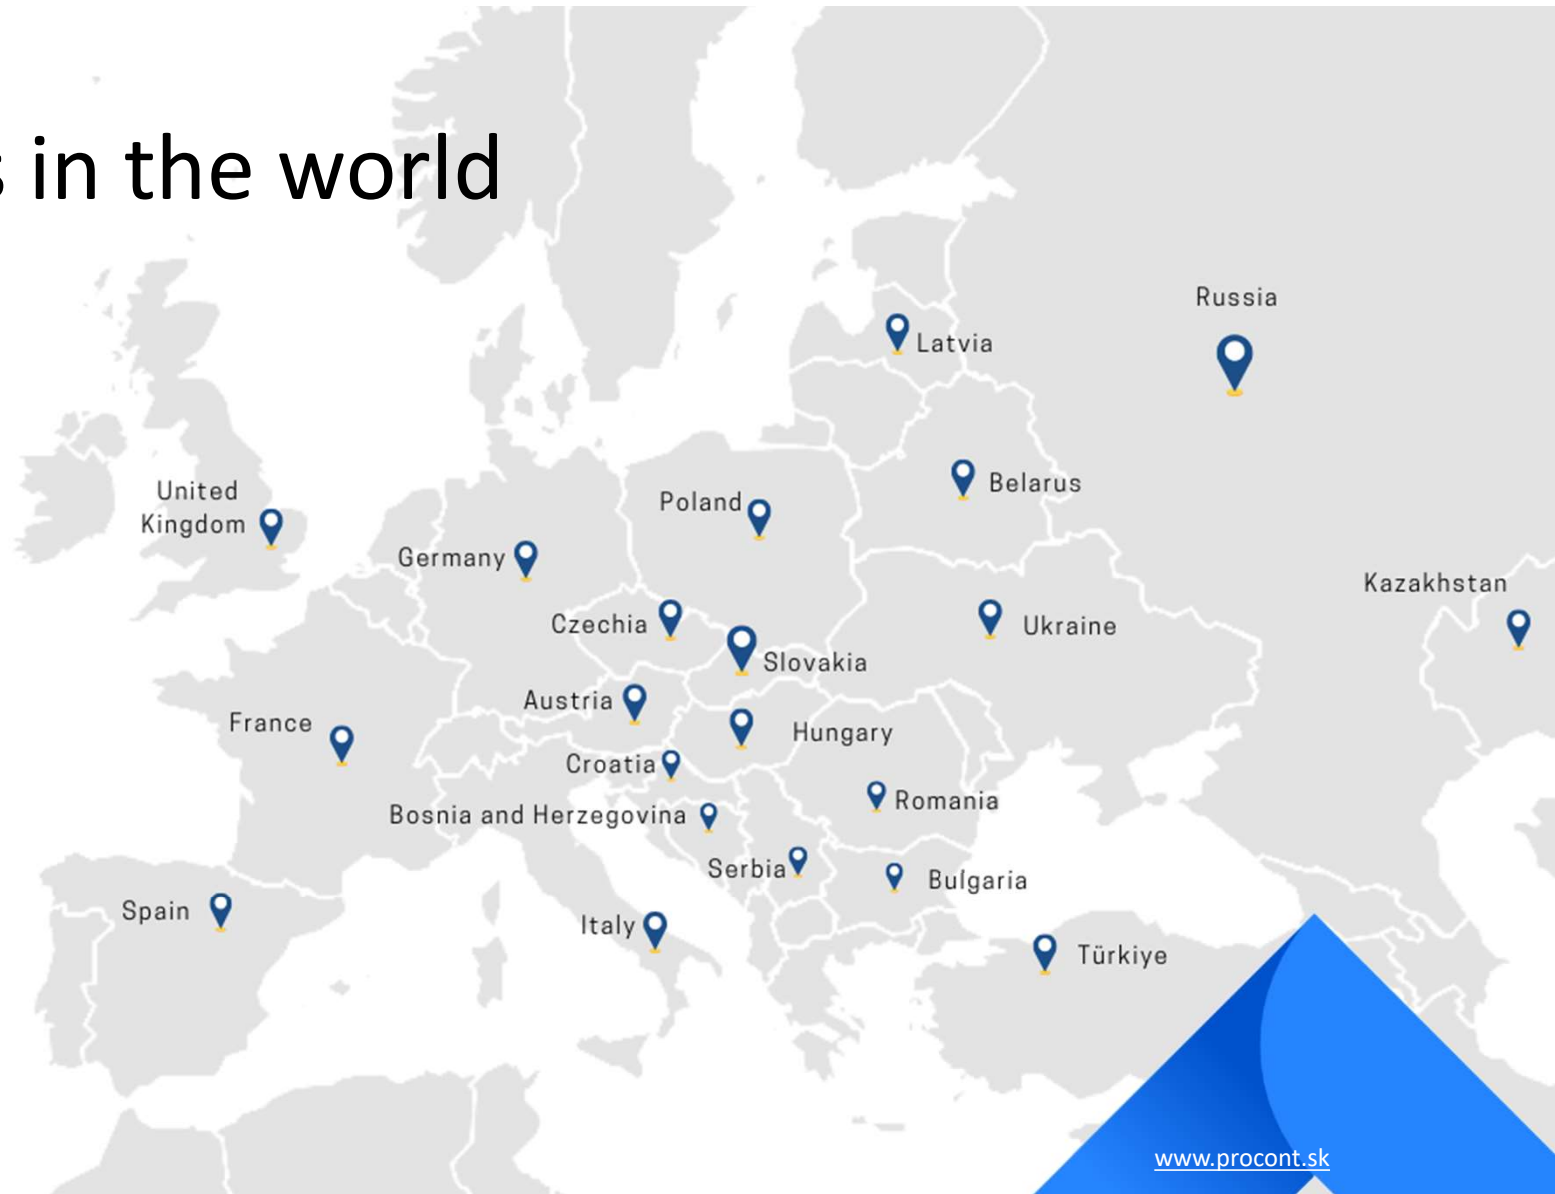 s in the world
Russia
Latvia
United
Kingdom
Belarus
Poland
Germany
Kazakhstan
Czechia
Ukraine
Slovakia
Austria
France
Hungary
Croatia
Romania
Bosnia and Herzegovina
Serbia
Bulgaria
Spain
Italy
Türkiye
www.procont.sk